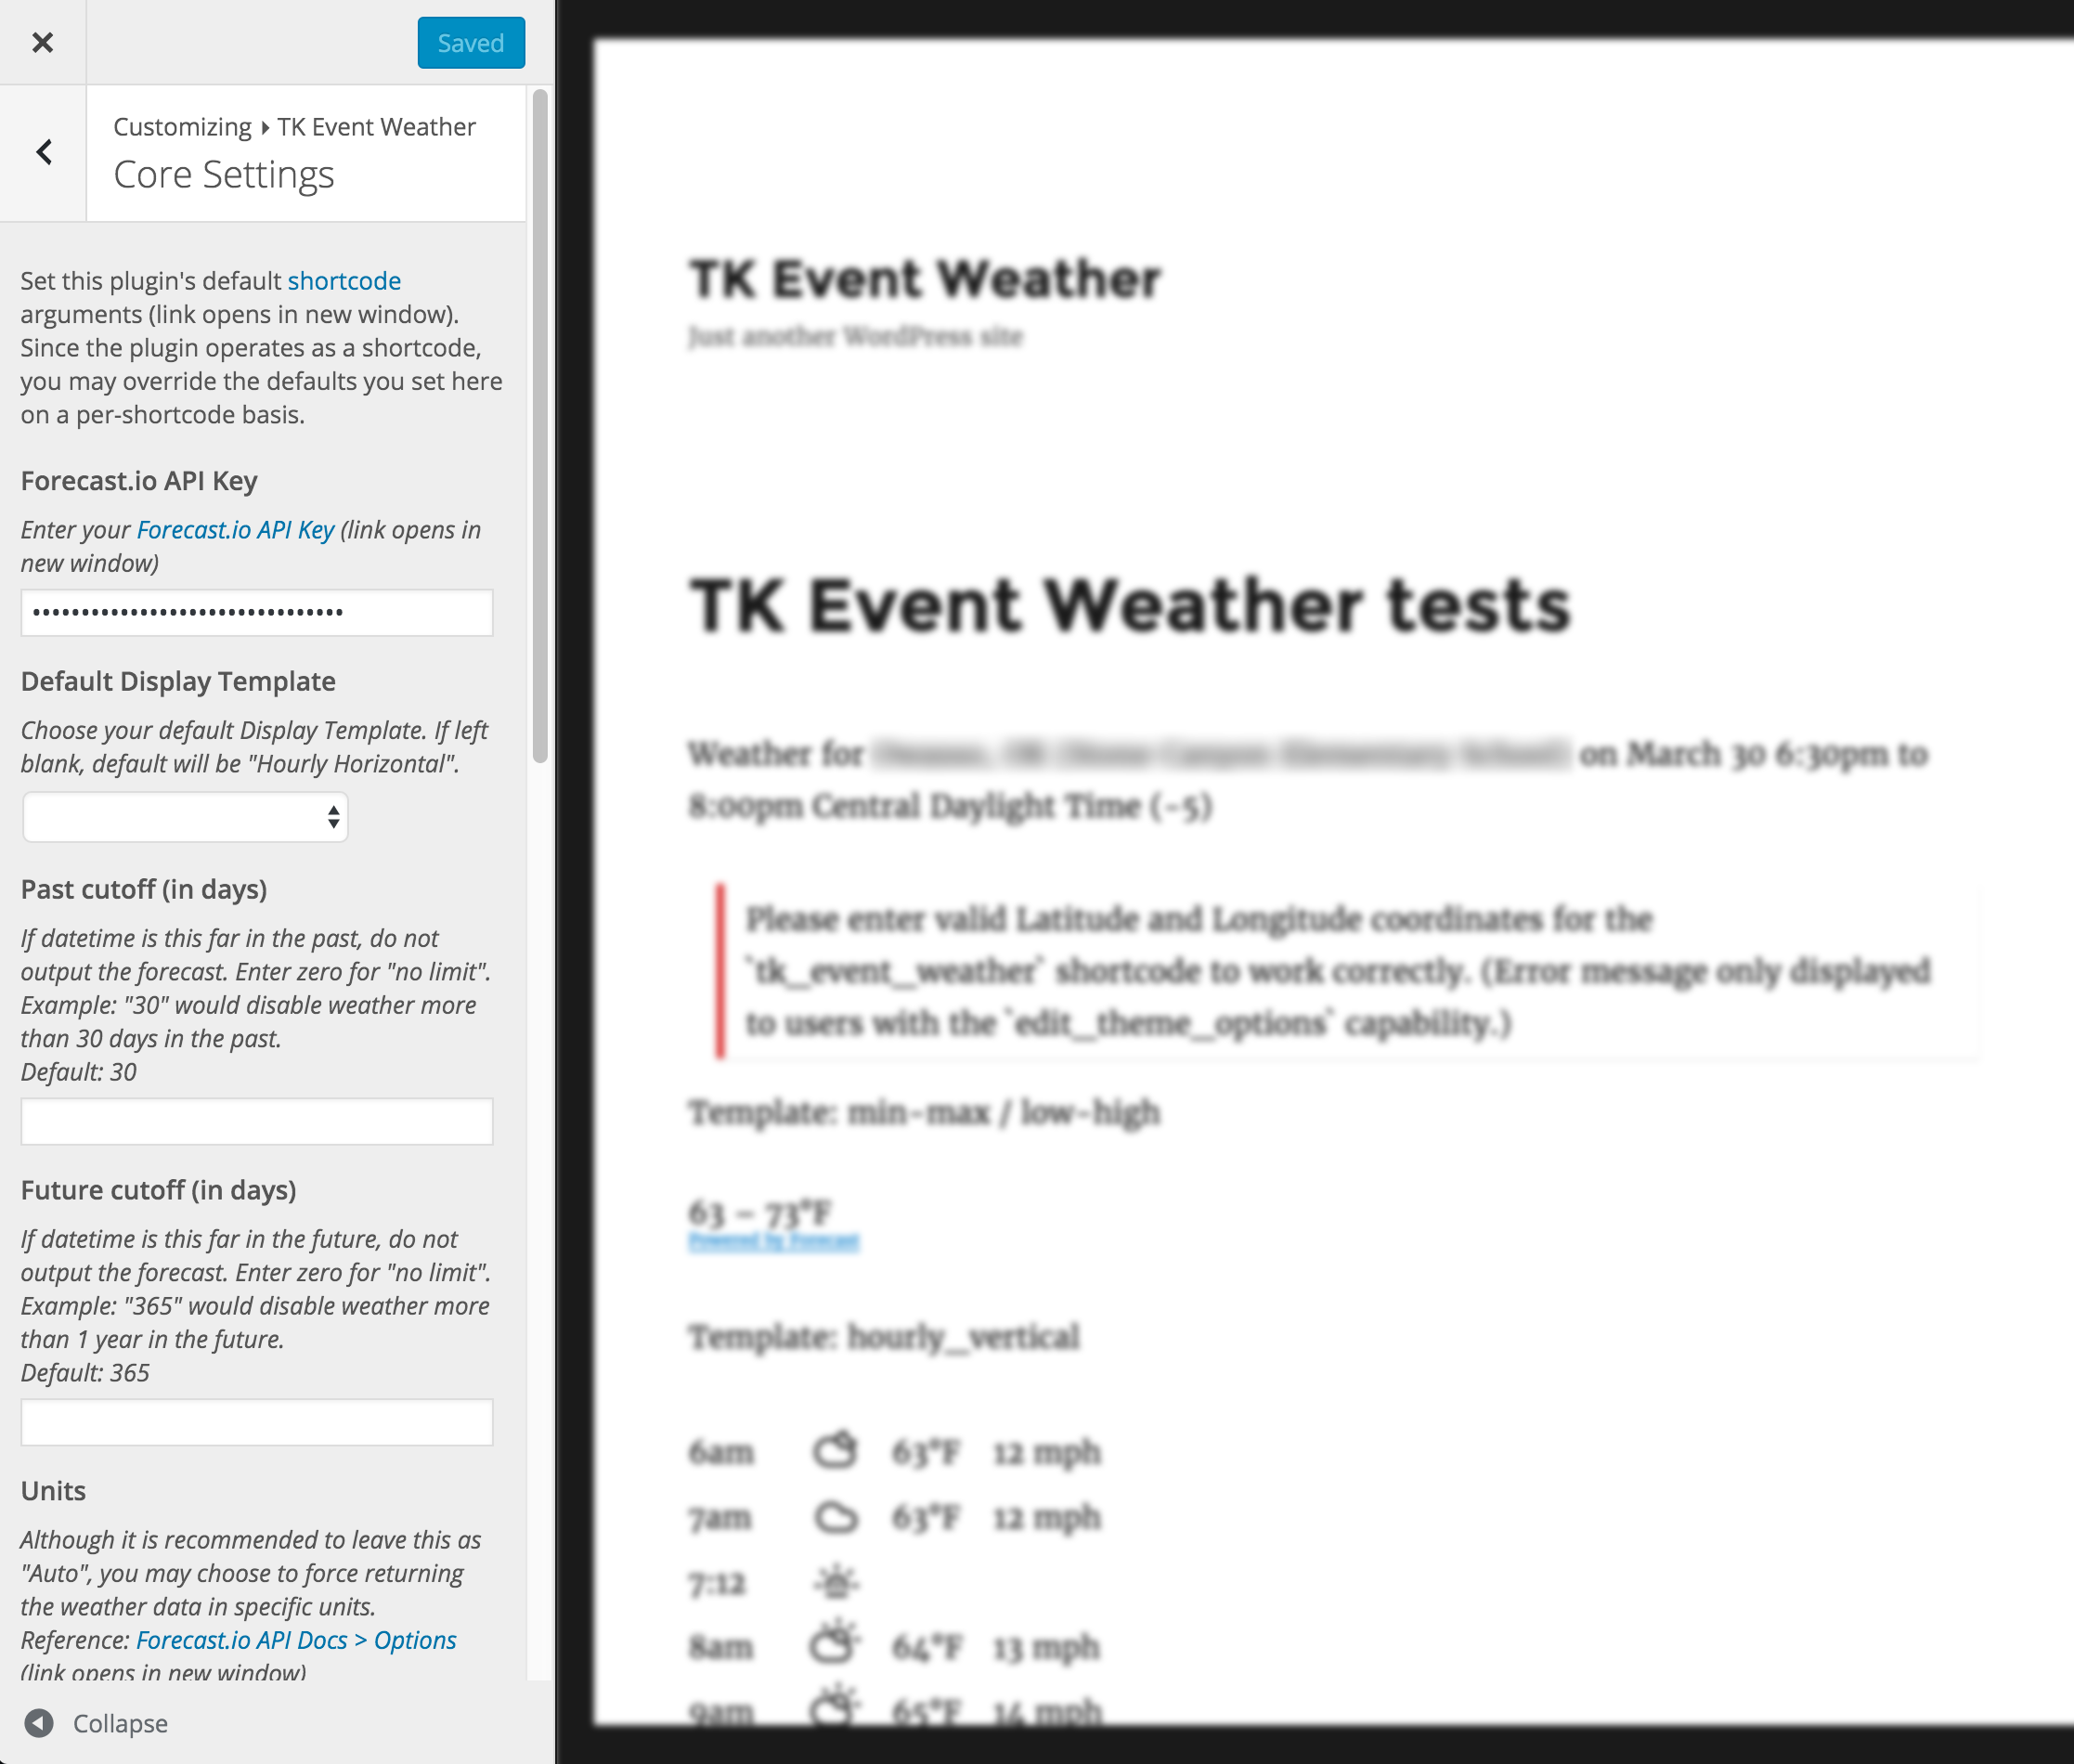 Saved
Customizing ▸ TK Event Weather
Core Settings
Set this plugin's default shortcode
arguments (link opens in new window).
Since the plugin operates as a shortcode,
you may override the defaults you set here
on a per-shortcode basis.
Forecast.io API Key
Enter your Forecast.io API Key (link opens in
new window)
••••••••••••••••••••••••••••••••
Default Display Template
Choose your default Display Template. If left
blank, default will be "Hourly Horizontal".
Past cutoff (in days)
If datetime is this far in the past, do not
output the forecast. Enter zero for "no limit".
Example: "30" would disable weather more
than 30 days in the past.
Default: 30
Future cutoff (in days)
If datetime is this far in the future, do not
output the forecast. Enter zero for "no limit".
Example: "365" would disable weather more
than 1 year in the future.
Default: 365
Units
Although it is recommended to leave this as
"Auto", you may choose to force returning
the weather data in specific units.
Reference: Forecast.io API Docs > Options
(link opens in new window)
Collapse
TK Event Weather
Just another WordPress site
TK Event Weather tests
Weather for on March 30 6:30pm to
8:00pm Central Daylight Time (-5)
Please enter valid Latitude and Longitude coordinates for the
`tk_event_weather` shortcode to work correctly. (Error message only displayed
to users with the `edit_theme_options` capability.)
Template: min-max / low-high
63 – 73°F
Powered by Forecast
Template: hourly_vertical
6am 63°F 12 mph
7am 63°F 12 mph
7:12
8am 64°F 13 mph
9am 65°F 14 mph